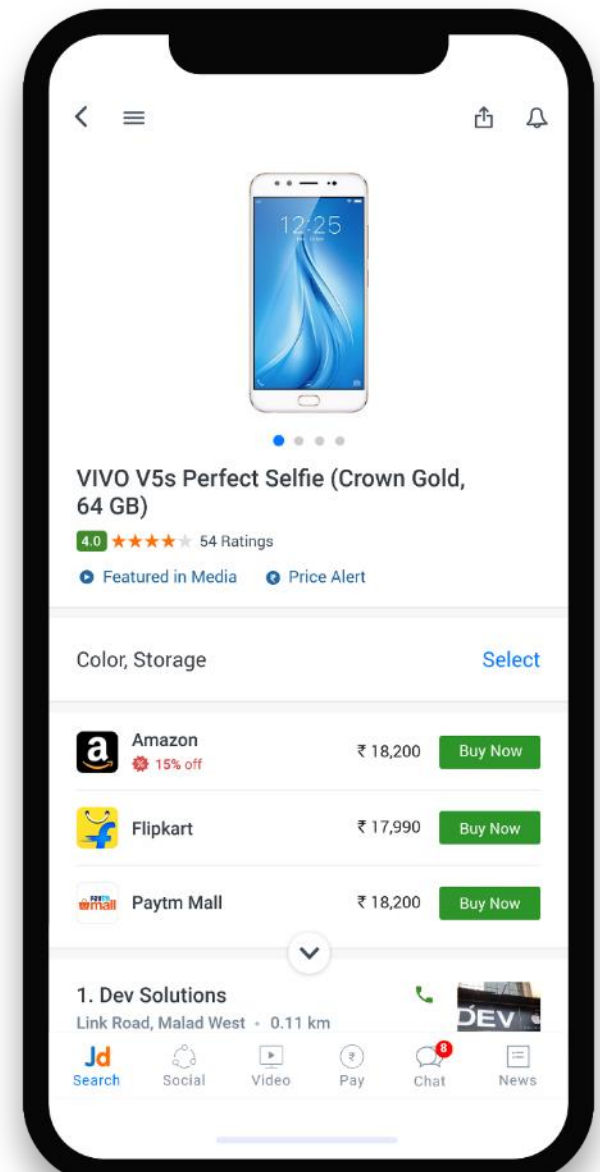 12:25
VIVO V5s Perfect Selfie (Crown Gold,
64 GB)
4.0 54 Ratings
Featured in Media Price Alert
Color, Storage Select
a Amazon ₹ 18,200 Buy Now
15% off
Flipkart ₹ 17,990 Buy Now
paytm mall Paytm Mall ₹ 18,200 Buy Now
1. Dev Solutions
Link Road, Malad West • 0.11 km
DEV
Jd ₹ 8
Search Social Video Pay Chat News